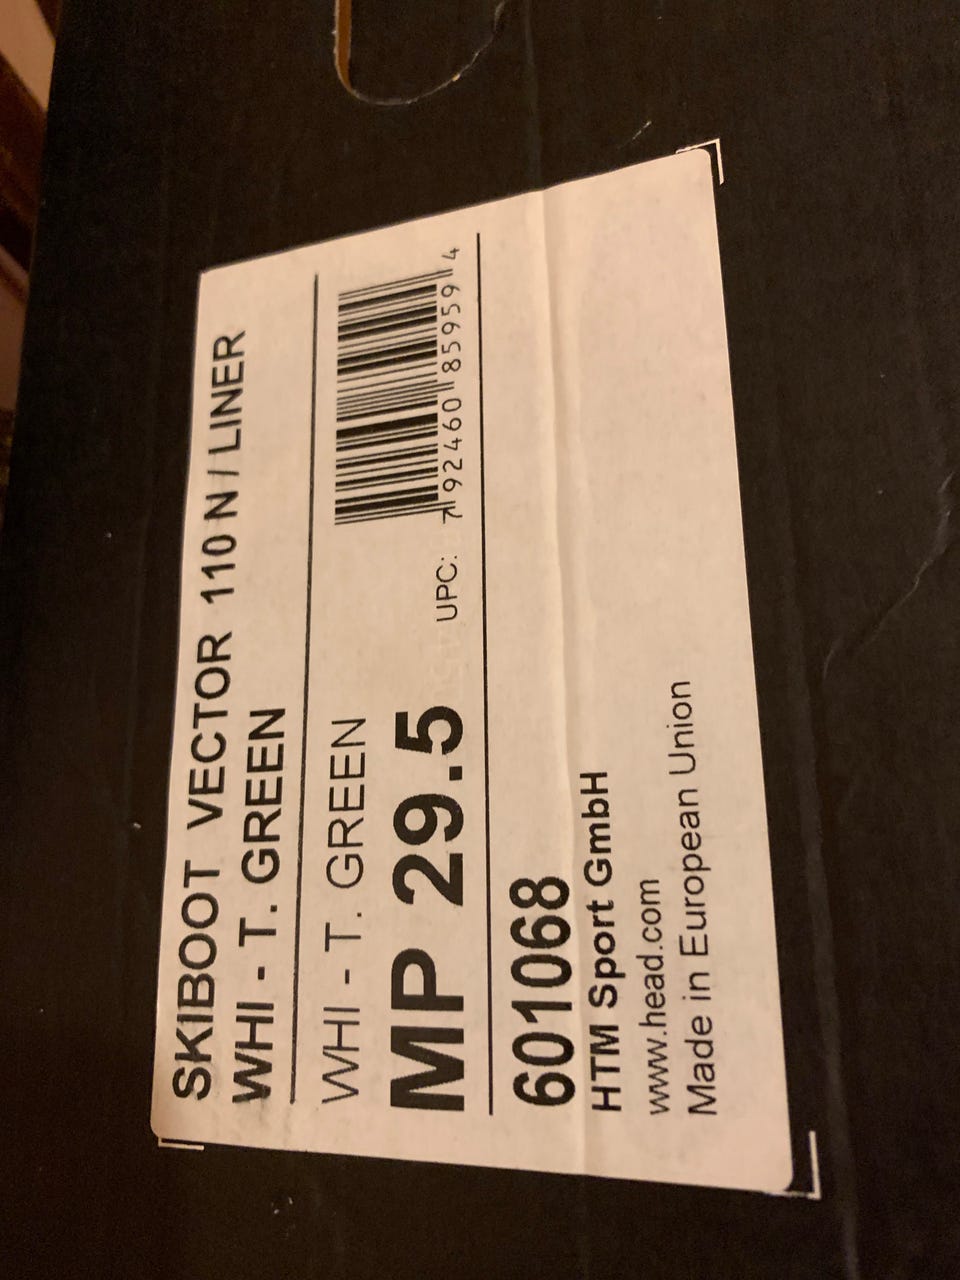 SKIBOOT VECTOR 110 N / LINER
WHI - T. GREEN
WHI - T. GREEN
MP 29.5
UPC: 7 92460 85959 4
601068
HTM Sport GmbH
www.head.com
Made in European Union